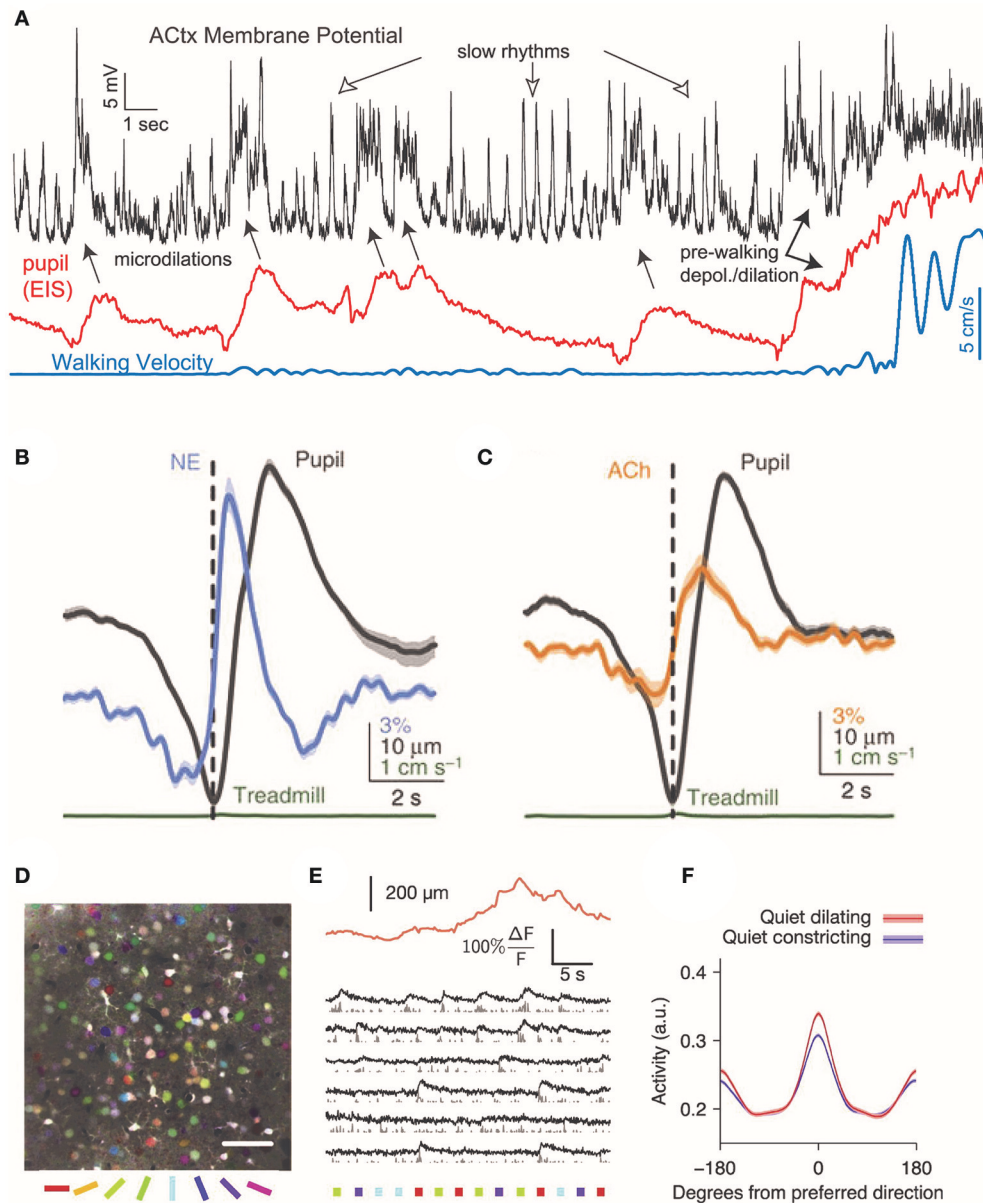 A
ACtx Membrane Potential
slow rhythms
5 mV
1 sec
microdilations
pupil
(EIS)
pre-walking
depol./dilation
Walking Velocity
5 cm/s
B
NE
Pupil
3%
10 μm
1 cm s⁻¹
2 s
Treadmill
C
ACh
Pupil
3%
10 μm
1 cm s⁻¹
2 s
Treadmill
D
E
200 μm
100% ΔF/F
5 s
F
Quiet dilating
Quiet constricting
Activity (a.u.)
0.4
0.3
0.2
−180
0
180
Degrees from preferred direction